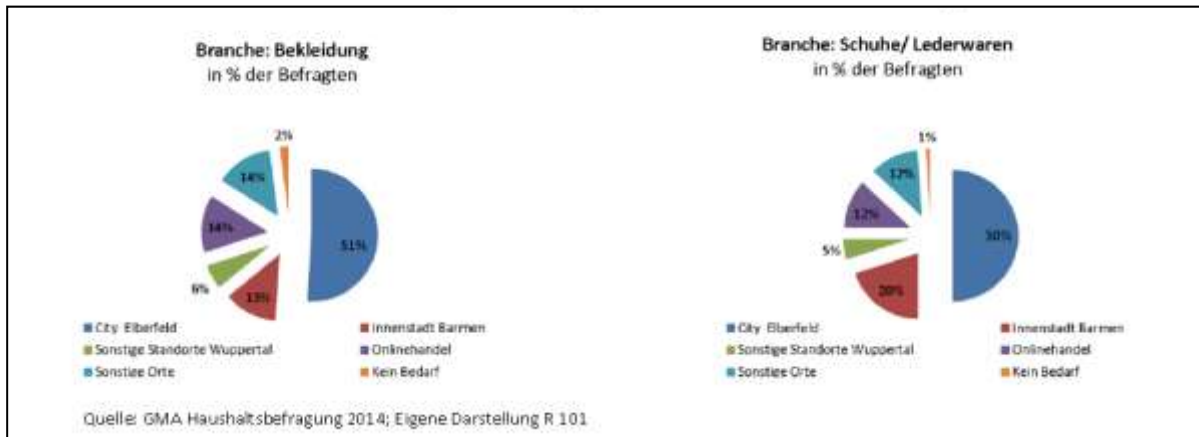 Branche: Bekleidung
in % der Befragten
2%
14%
14%
51%
6%
13%
City Elberfeld
Innenstadt Barmen
Sonstige Standorte Wuppertal
Onlinehandel
Sonstige Orte
Kein Bedarf
Branche: Schuhe/ Lederwaren
in % der Befragten
1%
12%
12%
50%
5%
20%
City Elberfeld
Innenstadt Barmen
Sonstige Standorte Wuppertal
Onlinehandel
Sonstige Orte
Kein Bedarf
Quelle: GMA Haushaltsbefragung 2014; Eigene Darstellung R 101